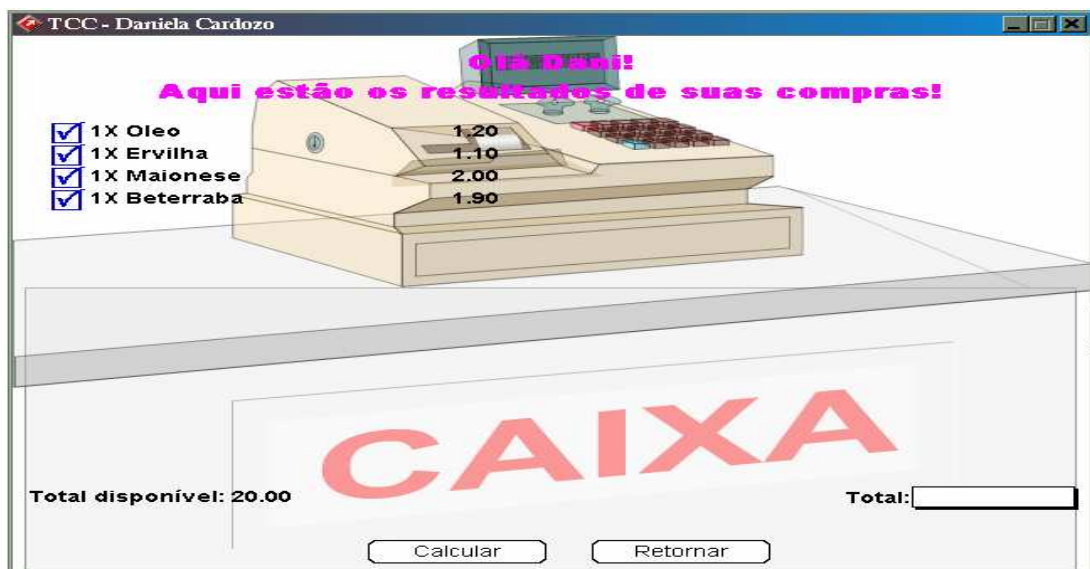 TCC - Daniela Cardozo
Olá Dani!
Aqui estão os resultados de suas compras!
1X Oleo 1.20
1X Ervilha 1.10
1X Maionese 2.00
1X Beterraba 1.90
CAIXA
Total disponível: 20.00 Total:
Calcular Retornar